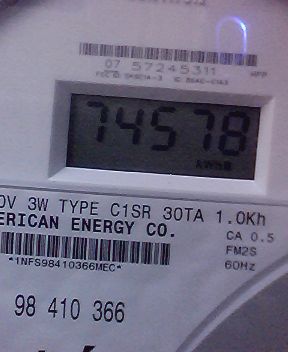 07 57245311
74578
kWh
0V 3W TYPE C1SR 30TA 1.0Kh
ERICAN ENERGY CO.
CA 0.5
FM2S
60Hz
*1NFS98410366MEC*
98 410 366